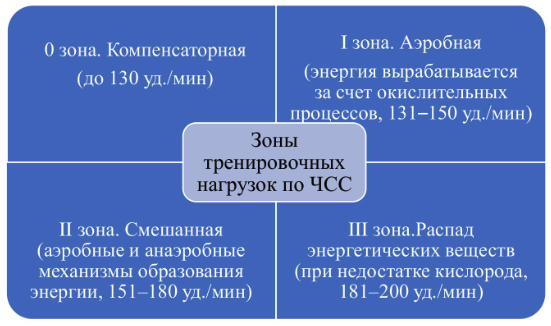 0 зона. Компенсаторная
(до 130 уд./мин)
I зона. Аэробная
(энергия вырабатывается
за счет окислительных
процессов, 131–150 уд./мин)
Зоны
тренировочных
нагрузок по ЧСС
II зона. Смешанная
(аэробные и анаэробные
механизмы образования
энергии, 151–180 уд./мин)
III зона.Распад
энергетических веществ
(при недостатке кислорода,
181–200 уд./мин)